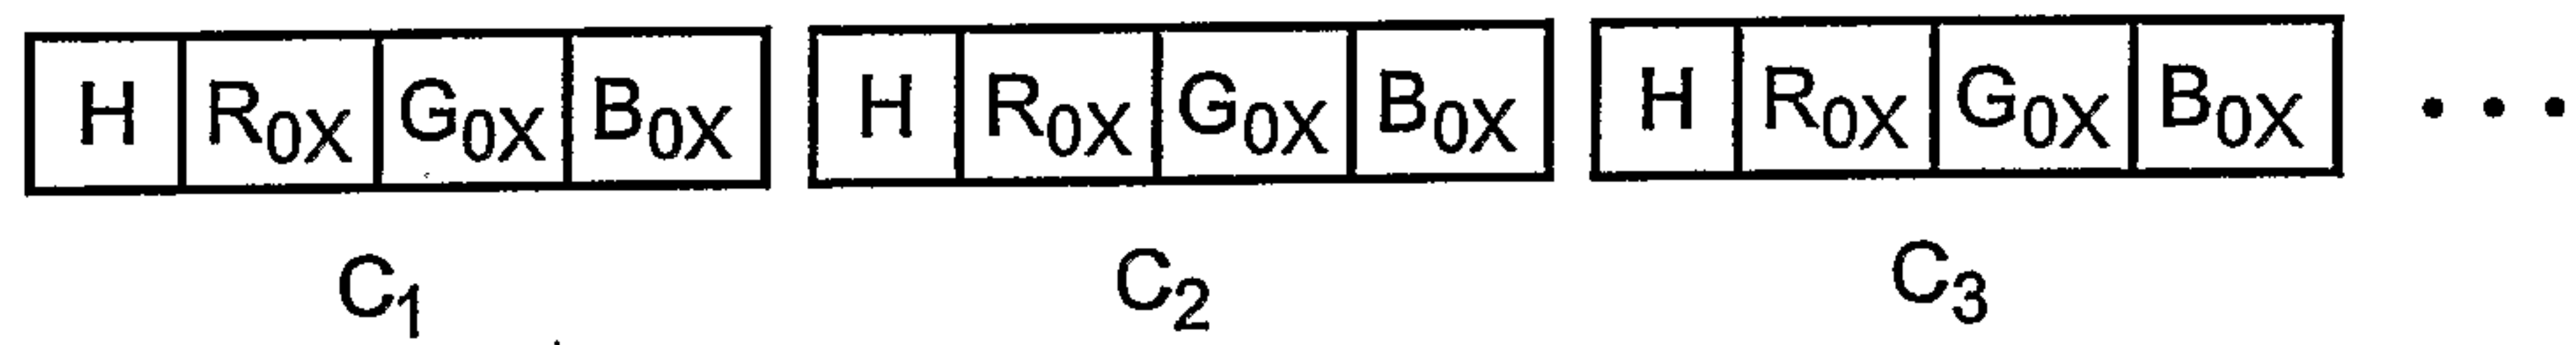 H R0X G0X B0X H R0X G0X B0X H R0X G0X B0X ...
C1 C2 C3